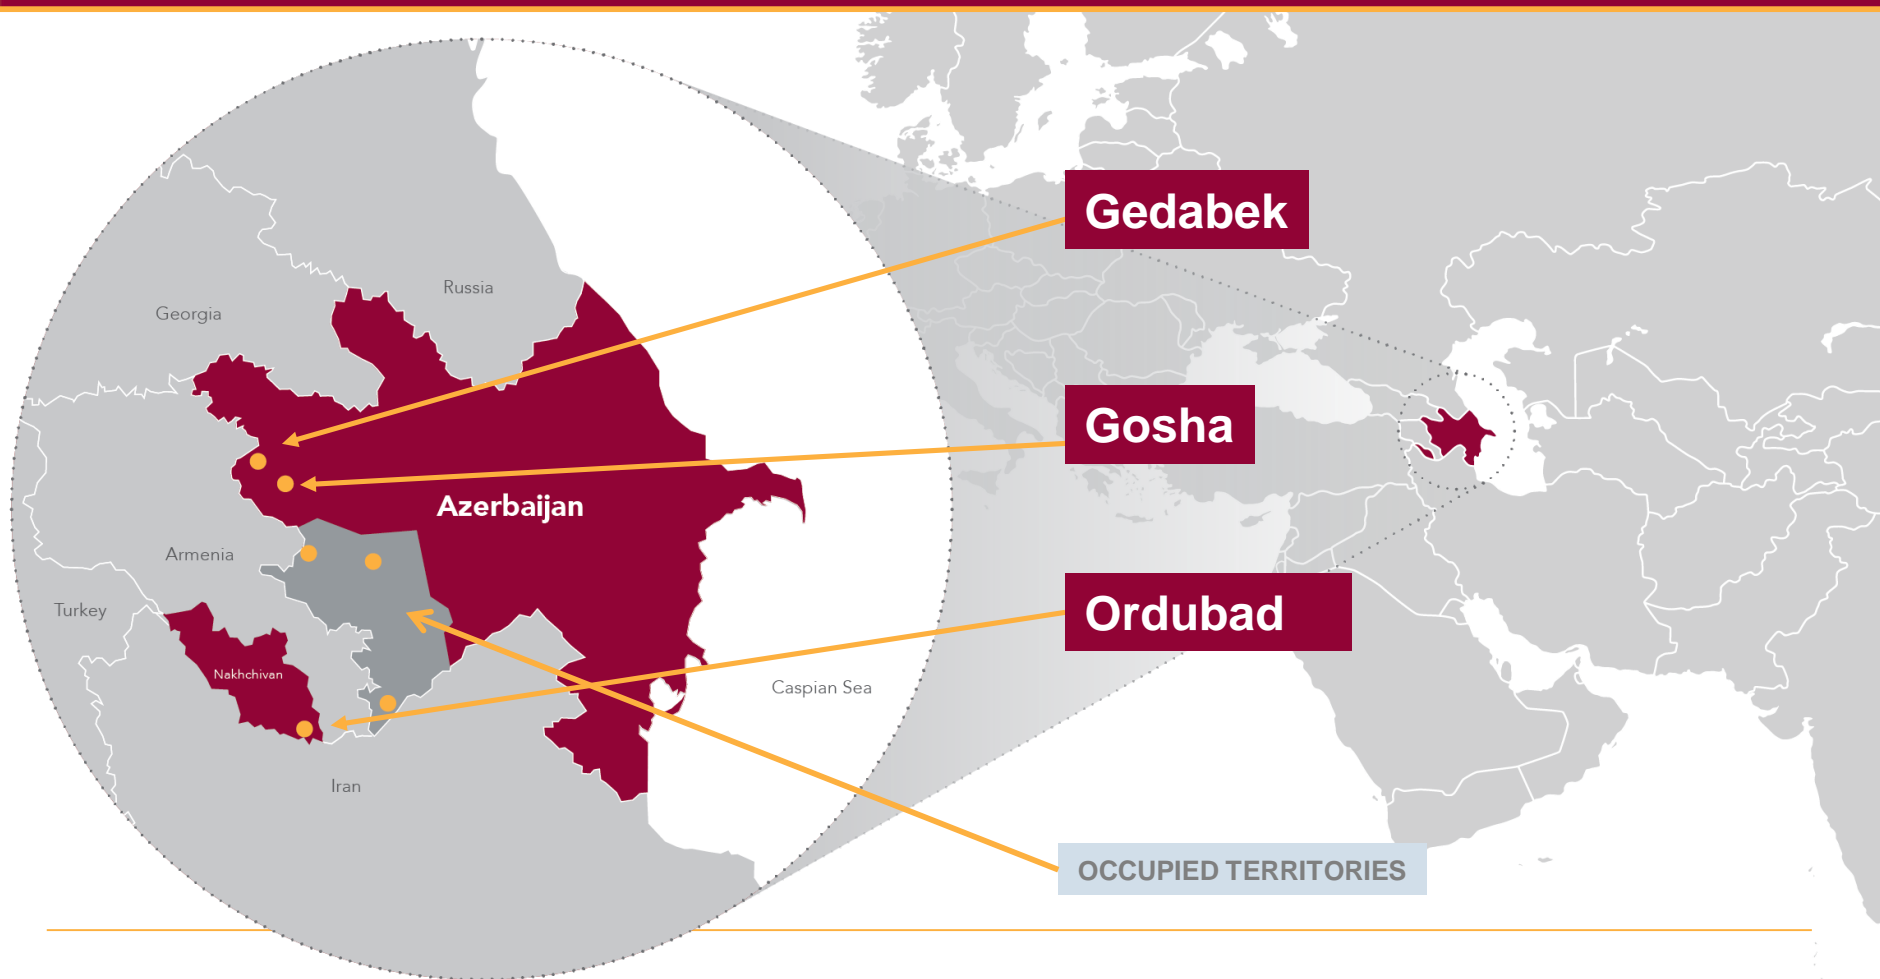 Gedabek
Russia
Georgia
Gosha
Azerbaijan
Armenia
Turkey
Ordubad
Nakhchivan
Caspian Sea
Iran
OCCUPIED TERRITORIES